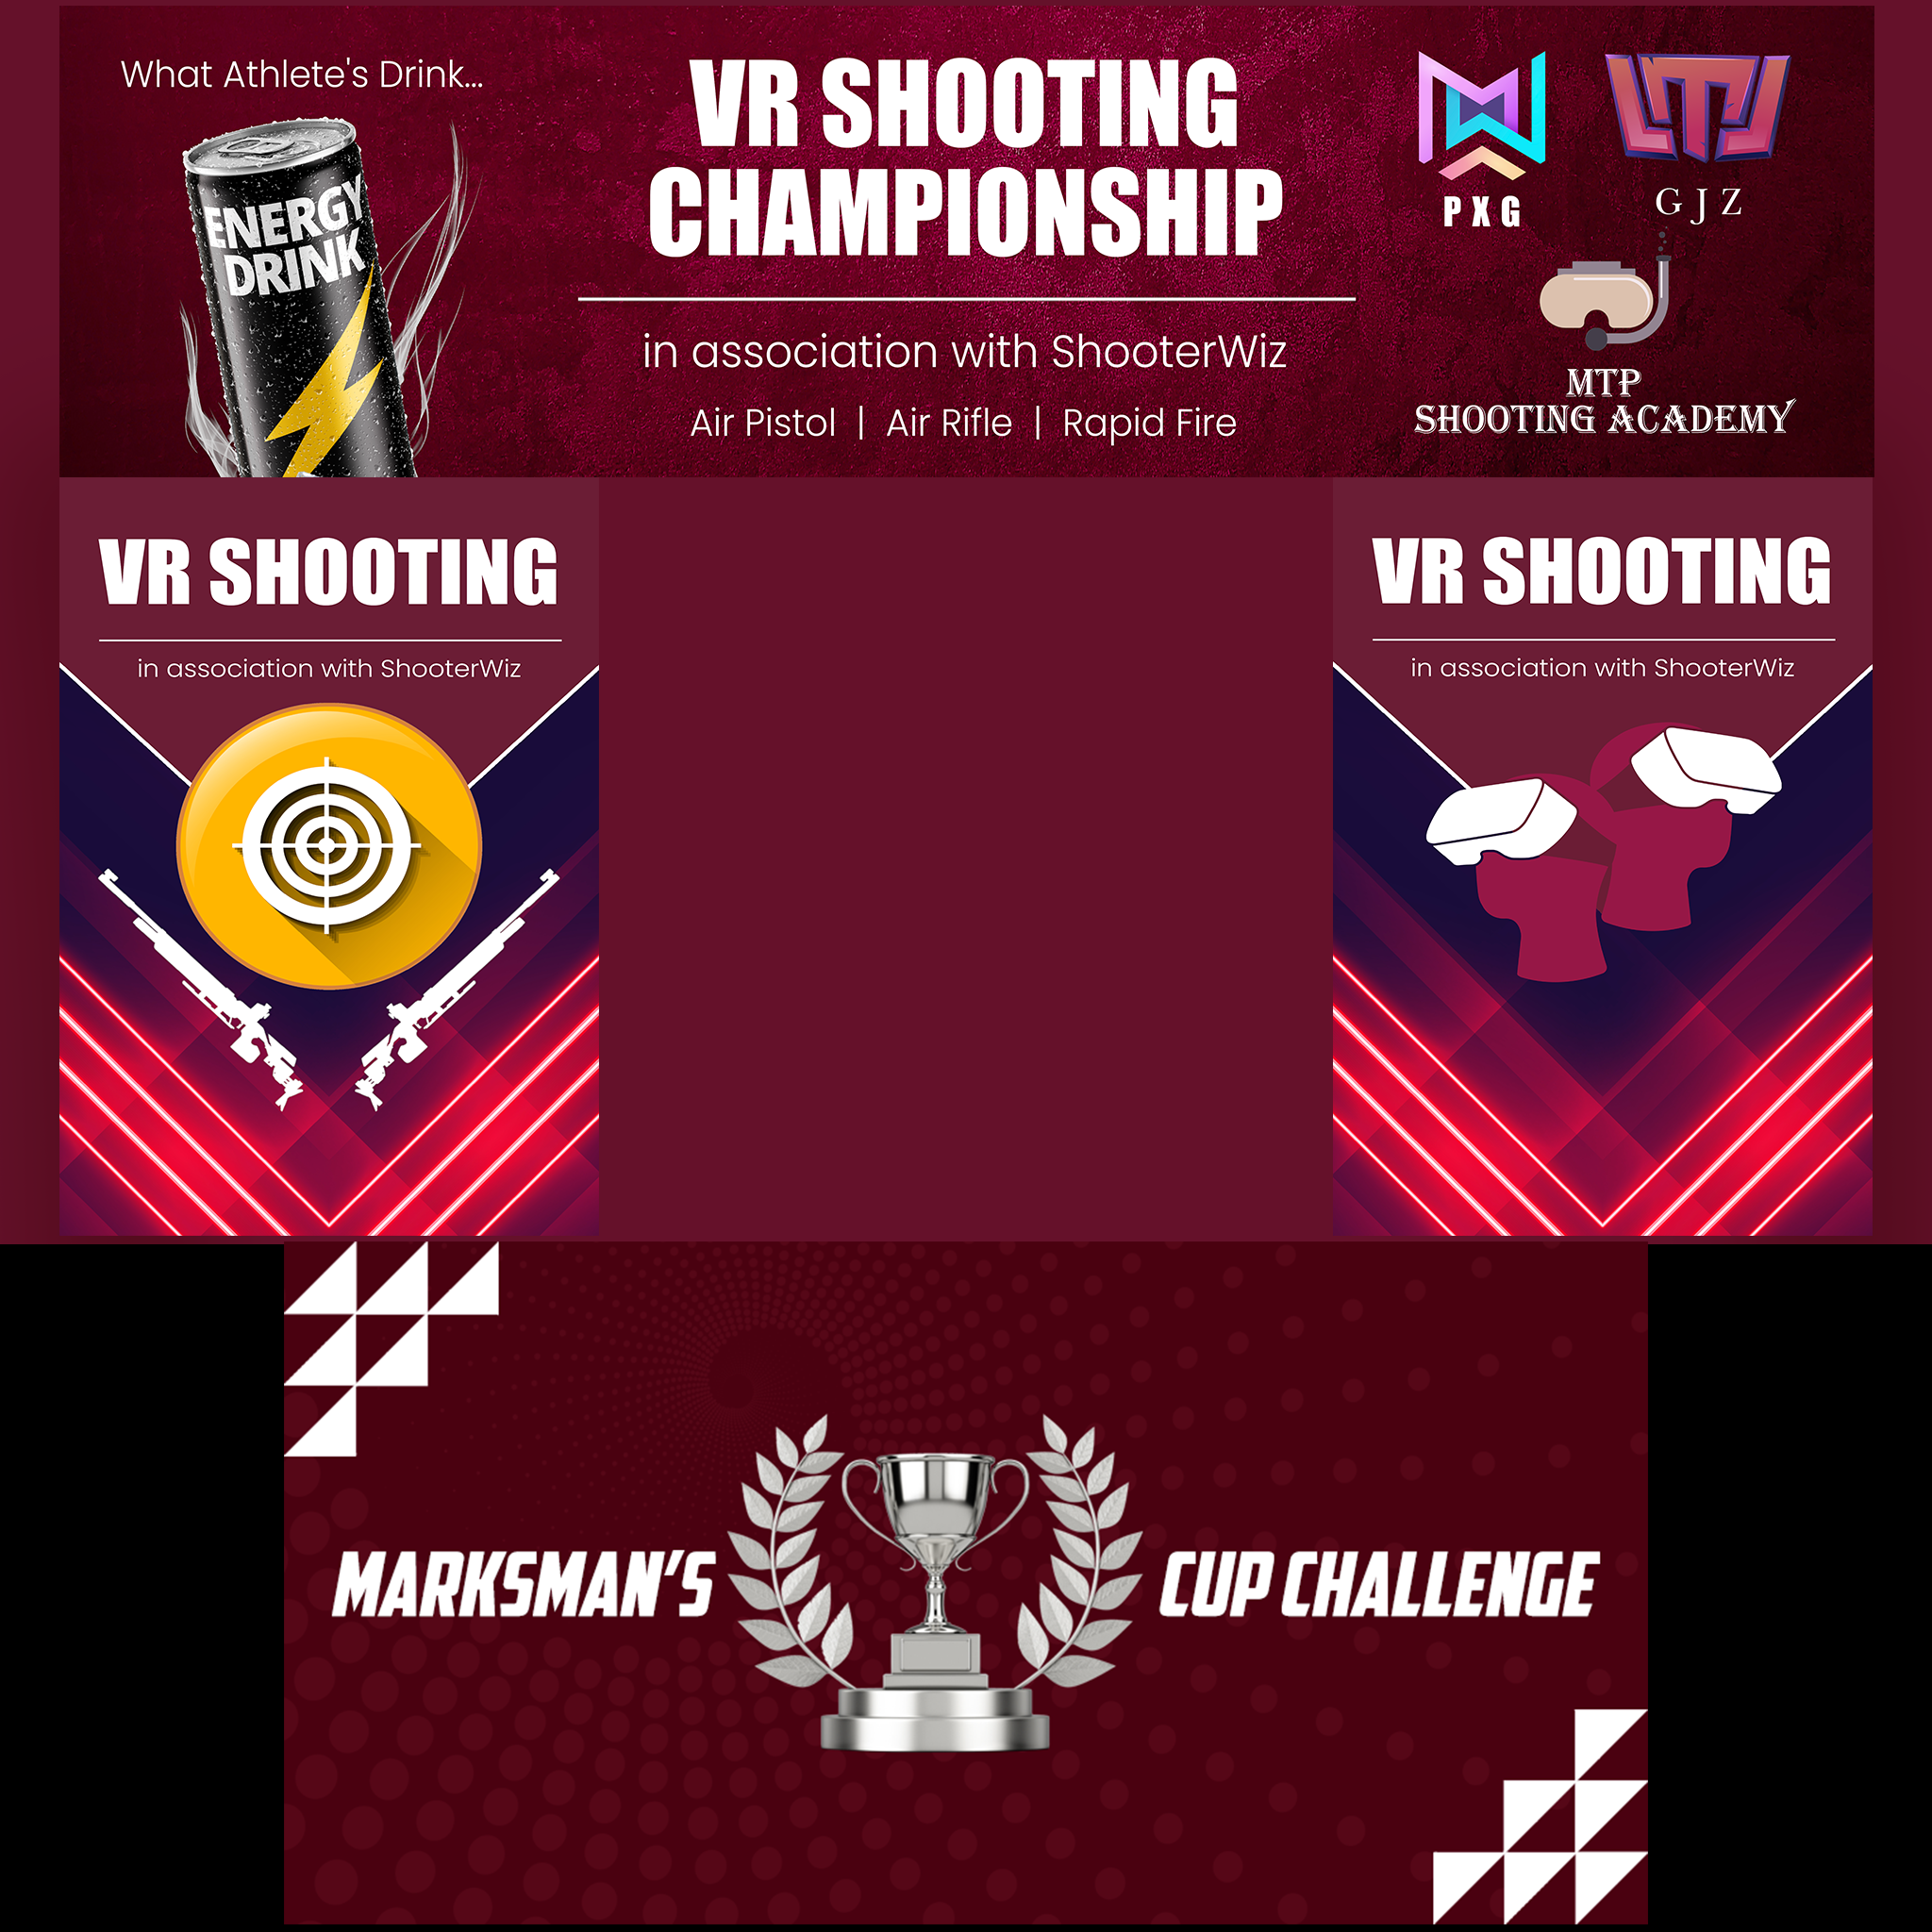 What Athlete's Drink...
ENERGY
DRINK
VR SHOOTING
CHAMPIONSHIP
in association with ShooterWiz
Air Pistol | Air Rifle | Rapid Fire
PXG
GJZ
MTP
SHOOTING ACADEMY
VR SHOOTING
in association with ShooterWiz
VR SHOOTING
in association with ShooterWiz
MARKSMAN'S CUP CHALLENGE